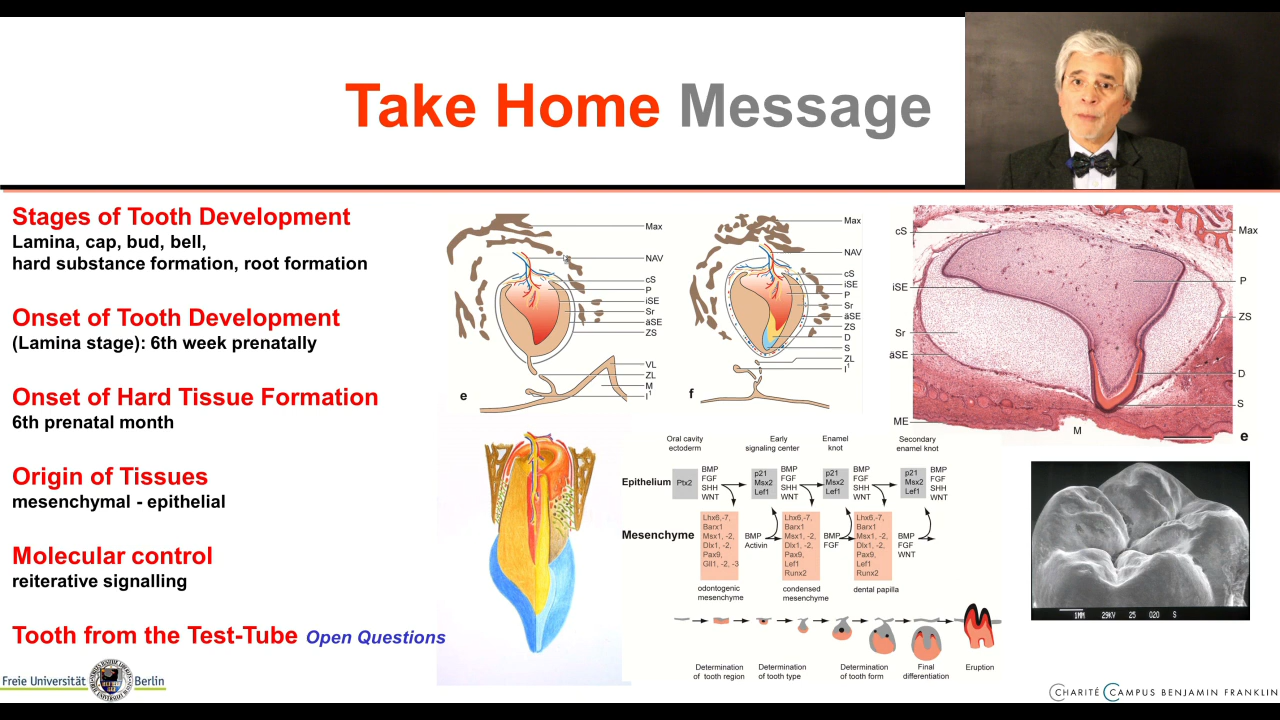 Take Home Message
Stages of Tooth Development
Lamina, cap, bud, bell,
hard substance formation, root formation
Onset of Tooth Development
(Lamina stage): 6th week prenatally
Onset of Hard Tissue Formation
6th prenatal month
Origin of Tissues
mesenchymal - epithelial
Molecular control
reiterative signalling
Tooth from the Test-Tube Open Questions
Max
NAV
cS
P
iSE
Sr
äSE
ZS
VL
ZL
M
I¹
e
Max
NAV
cS
iSE
P
Sr
äSE
ZS
D
S
ZL
I¹
f
cS
iSE
Sr
äSE
ME
Max
P
ZS
D
S
M
e
Oral cavity
ectoderm
Early
signaling center
Enamel
knot
Secondary
enamel knot
Epithelium
Ptx2
BMP
FGF
SHH
WNT
p21
Msx2
Lef1
BMP
FGF
SHH
WNT
p21
Msx2
Lef1
BMP
FGF
SHH
WNT
p21
Msx2
Lef1
BMP
FGF
SHH
WNT
Mesenchyme
Lhx6,-7,
Barx1
Msx1, -2,
Dlx1, -2,
Pax9,
Gli1, -2, -3
BMP
Activin
Lhx6,-7,
Barx1
Msx1, -2,
Dlx1, -2,
Pax9,
Lef1
Runx2
BMP
FGF
Lhx6,-7,
Barx1
Msx1, -2,
Dlx1, -2,
Pax9,
Lef1
Runx2
BMP
FGF
WNT
odontogenic
mesenchyme
condensed
mesenchyme
dental papilla
Determination
of tooth region
Determination
of tooth type
Determination
of tooth form
Final
differentiation
Eruption
1MM 29KV 25 020 S
Freie Universität Berlin
CHARITÉ CAMPUS BENJAMIN FRANKLIN